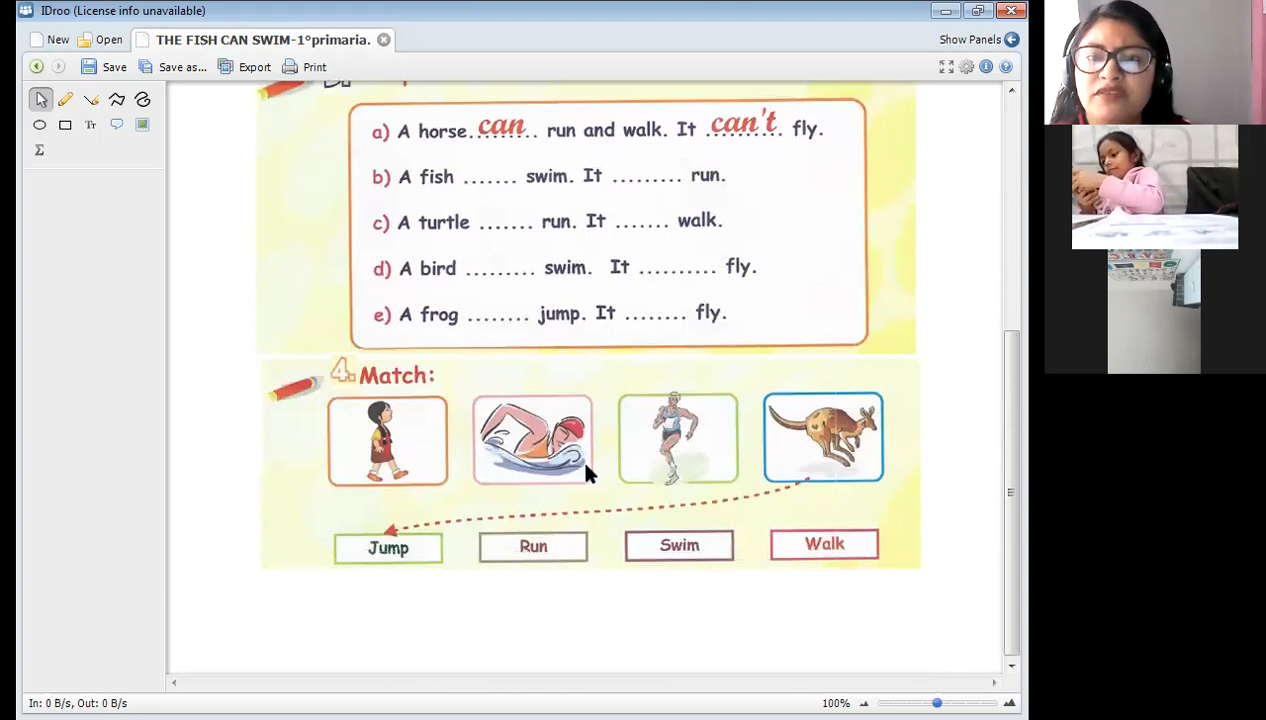 IDroo (License info unavailable)
New Open THE FISH CAN SWIM-1°primaria. Show Panels
Save Save as... Export Print
a) A horse can run and walk. It can't fly.
b) A fish ....... swim. It ......... run.
c) A turtle ....... run. It ....... walk.
d) A bird ......... swim. It .......... fly.
e) A frog ........ jump. It ........ fly.
4. Match:
Jump Run Swim Walk
In: 0 B/s, Out: 0 B/s 100%